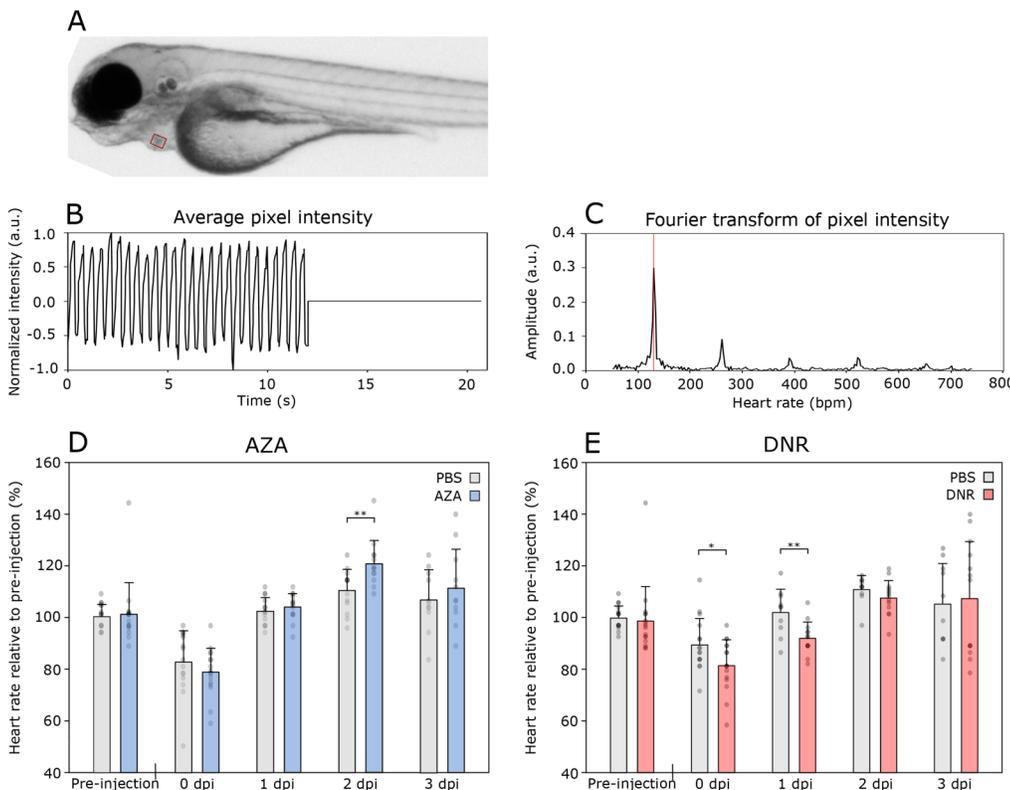 A
B
Average pixel intensity
Normalized intensity (a.u.)
1.0
0.5
0.0
-0.5
-1.0
0 5 10 15 20
Time (s)
C
Fourier transform of pixel intensity
Amplitude (a.u.)
0.4
0.3
0.2
0.1
0.0
0 100 200 300 400 500 600 700 800
Heart rate (bpm)
D
AZA
Heart rate relative to pre-injection (%)
160
140
120
100
80
60
40
PBS
AZA
**
Pre-injection 0 dpi 1 dpi 2 dpi 3 dpi
E
DNR
Heart rate relative to pre-injection (%)
160
140
120
100
80
60
40
PBS
DNR
*
**
Pre-injection 0 dpi 1 dpi 2 dpi 3 dpi